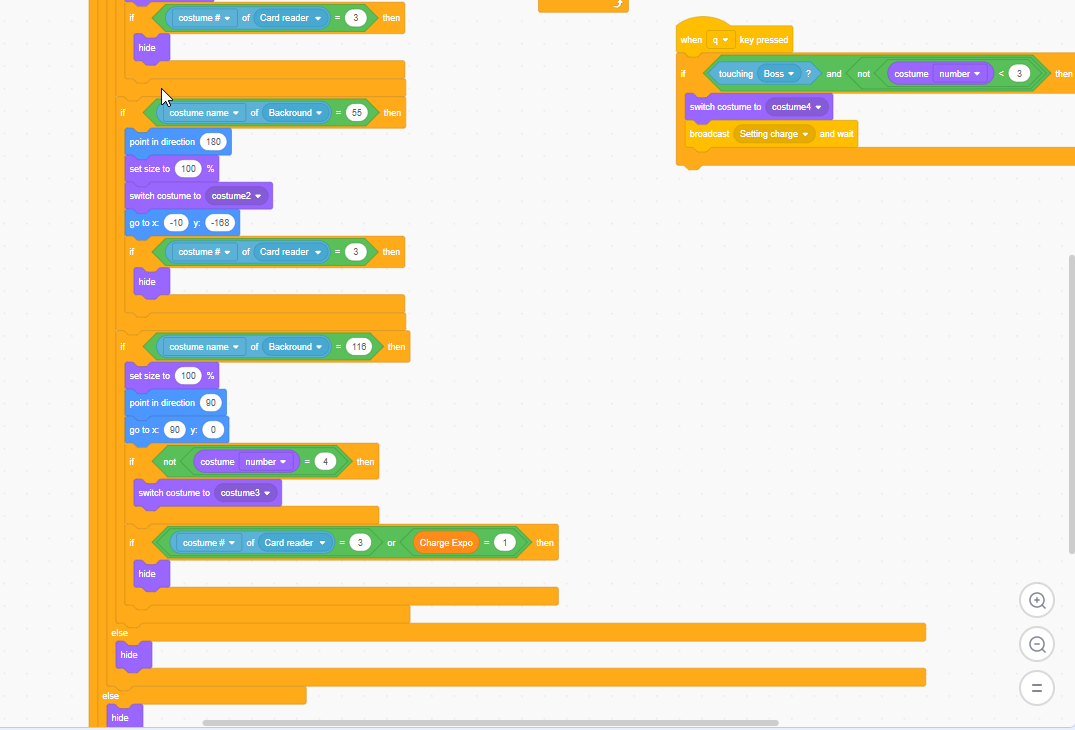 if costume # of Card reader = 3 then
hide
if costume name of Backround = 55 then
point in direction 180
set size to 100 %
switch costume to costume2
go to x: -10 y: -168
if costume # of Card reader = 3 then
hide
if costume name of Backround = 116 then
set size to 100 %
point in direction 90
go to x: 90 y: 0
if not costume number = 4 then
switch costume to costume3
if costume # of Card reader = 3 or Charge Expo = 1 then
hide
else
hide
else
hide
when q key pressed
if touching Boss ? and not costume number < 3 then
switch costume to costume4
broadcast Setting charge and wait